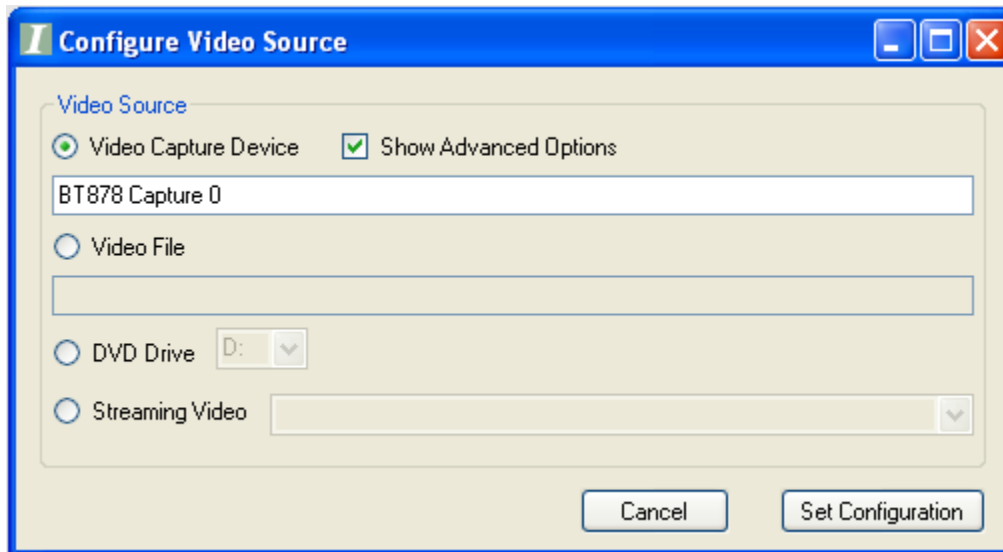 Configure Video Source
Video Source
Video Capture Device Show Advanced Options
BT878 Capture 0
Video File
DVD Drive D:
Streaming Video
Cancel Set Configuration